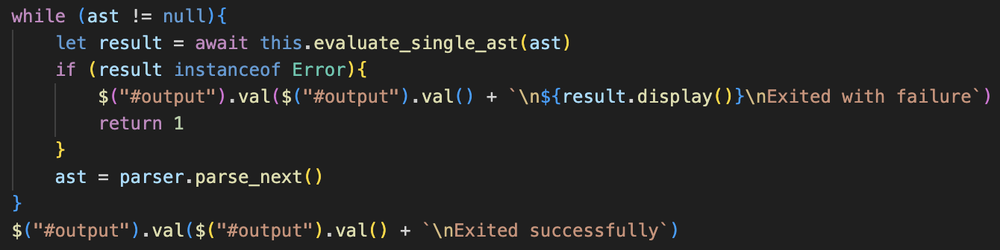 while (ast != null){
    let result = await this.evaluate_single_ast(ast)
    if (result instanceof Error){
        $("#output").val($("#output").val() + `\n${result.display()}\nExited with failure`)
        return 1
    }
    ast = parser.parse_next()
}
$("#output").val($("#output").val() + `\nExited successfully`)